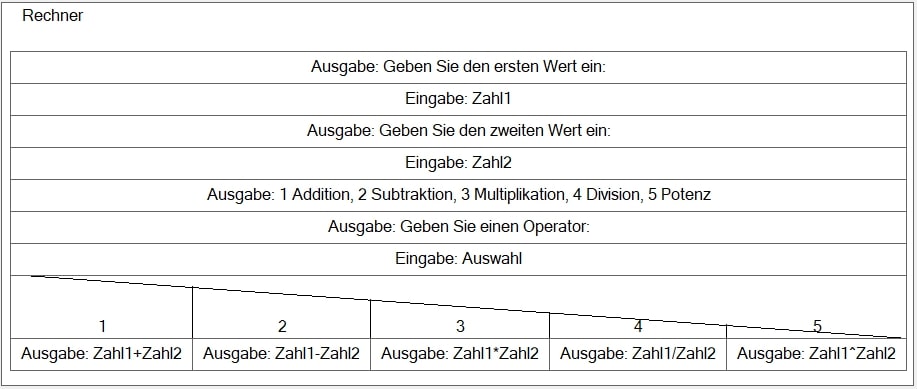 Rechner
Ausgabe: Geben Sie den ersten Wert ein:
Eingabe: Zahl1
Ausgabe: Geben Sie den zweiten Wert ein:
Eingabe: Zahl2
Ausgabe: 1 Addition, 2 Subtraktion, 3 Multiplikation, 4 Division, 5 Potenz
Ausgabe: Geben Sie einen Operator:
Eingabe: Auswahl
1 2 3 4 5
Ausgabe: Zahl1+Zahl2 Ausgabe: Zahl1-Zahl2 Ausgabe: Zahl1*Zahl2 Ausgabe: Zahl1/Zahl2 Ausgabe: Zahl1^Zahl2